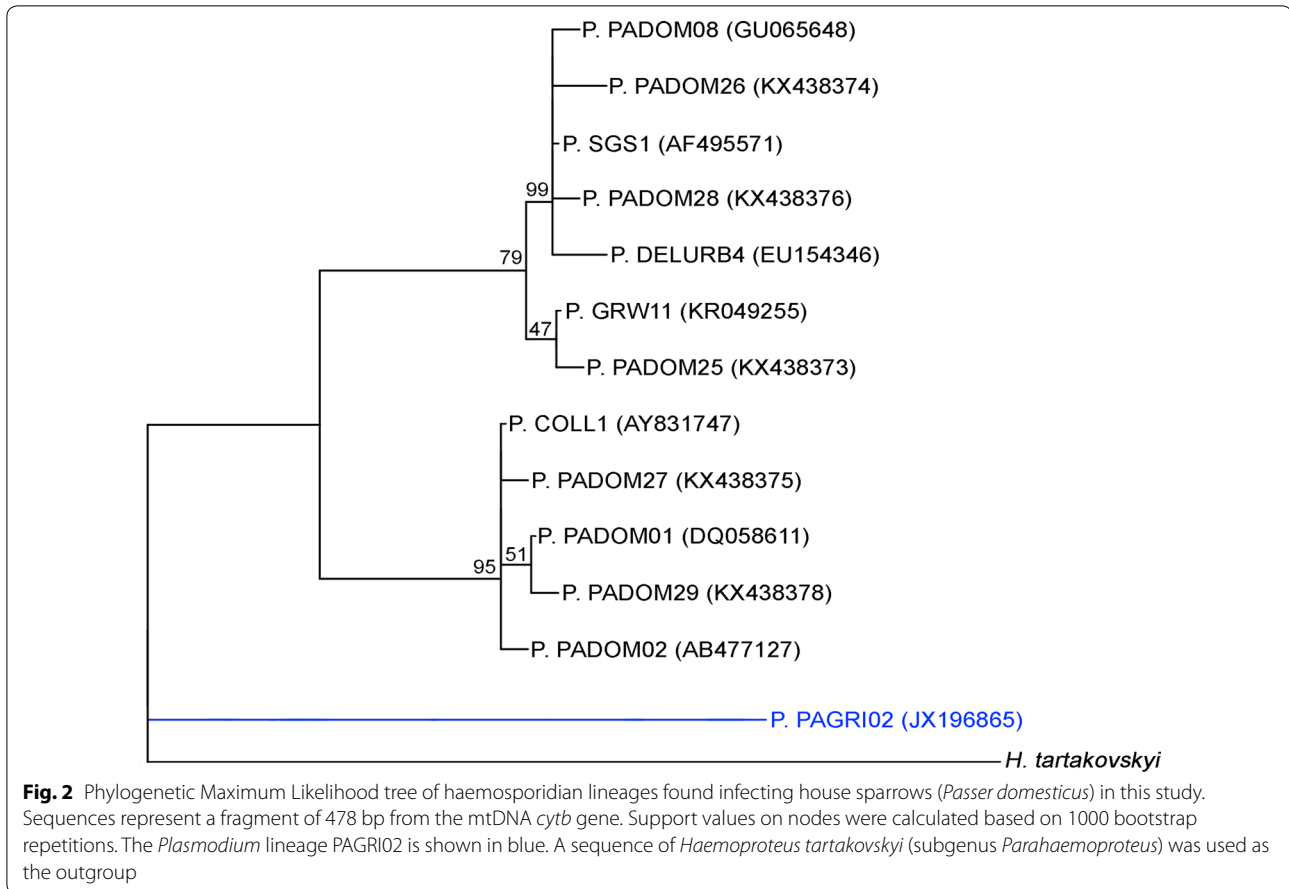 P. PADOM08 (GU065648)
P. PADOM26 (KX438374)
P. SGS1 (AF495571)
99
P. PADOM28 (KX438376)
79
P. DELURB4 (EU154346)
P. GRW11 (KR049255)
47
P. PADOM25 (KX438373)
P. COLL1 (AY831747)
P. PADOM27 (KX438375)
P. PADOM01 (DQ058611)
95
51
P. PADOM29 (KX438378)
P. PADOM02 (AB477127)
P. PAGRI02 (JX196865)
H. tartakovskyi
Fig. 2 Phylogenetic Maximum Likelihood tree of haemosporidian lineages found infecting house sparrows (Passer domesticus) in this study.
Sequences represent a fragment of 478 bp from the mtDNA cytb gene. Support values on nodes were calculated based on 1000 bootstrap
repetitions. The Plasmodium lineage PAGRI02 is shown in blue. A sequence of Haemoproteus tartakovskyi (subgenus Parahaemoproteus) was used as
the outgroup